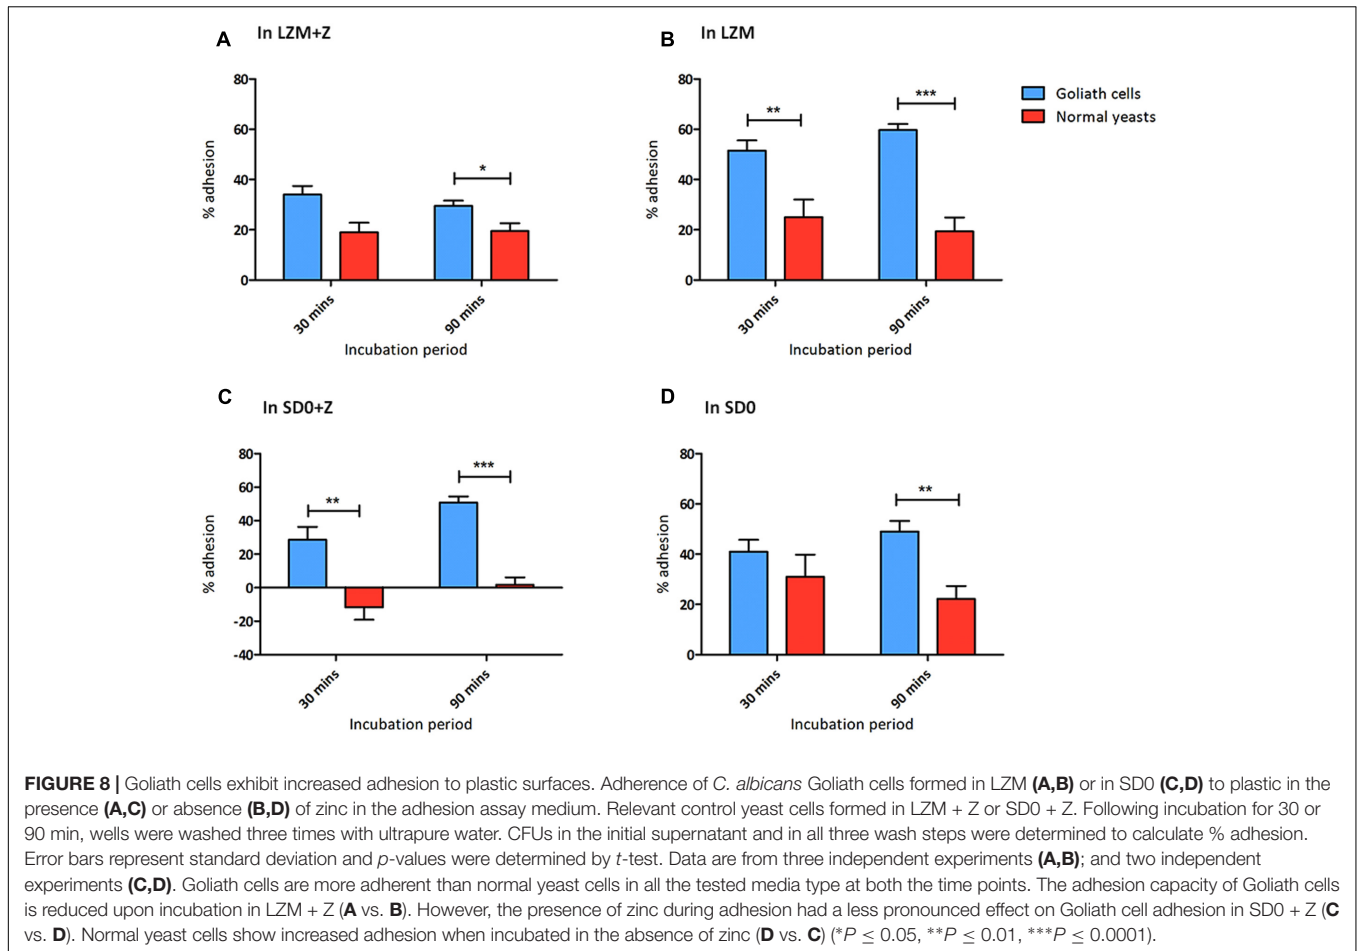 A In LZM+Z
80
60
40
20
0
% adhesion
*
30 mins
90 mins
Incubation period
B In LZM
80
60
40
20
0
% adhesion
**
***
30 mins
90 mins
Incubation period
Goliath cells
Normal yeasts
C In SD0+Z
80
60
40
20
0
-20
-40
% adhesion
**
***
30 mins
90 mins
Incubation period
D In SD0
80
60
40
20
0
% adhesion
**
30 mins
90 mins
Incubation period
FIGURE 8 | Goliath cells exhibit increased adhesion to plastic surfaces. Adherence of C. albicans Goliath cells formed in LZM (A,B) or in SD0 (C,D) to plastic in the
presence (A,C) or absence (B,D) of zinc in the adhesion assay medium. Relevant control yeast cells formed in LZM + Z or SD0 + Z. Following incubation for 30 or
90 min, wells were washed three times with ultrapure water. CFUs in the initial supernatant and in all three wash steps were determined to calculate % adhesion.
Error bars represent standard deviation and p-values were determined by t-test. Data are from three independent experiments (A,B); and two independent
experiments (C,D). Goliath cells are more adherent than normal yeast cells in all the tested media type at both the time points. The adhesion capacity of Goliath cells
is reduced upon incubation in LZM + Z (A vs. B). However, the presence of zinc during adhesion had a less pronounced effect on Goliath cell adhesion in SD0 + Z (C
vs. D). Normal yeast cells show increased adhesion when incubated in the absence of zinc (D vs. C) (*P ≤ 0.05, **P ≤ 0.01, ***P ≤ 0.0001).